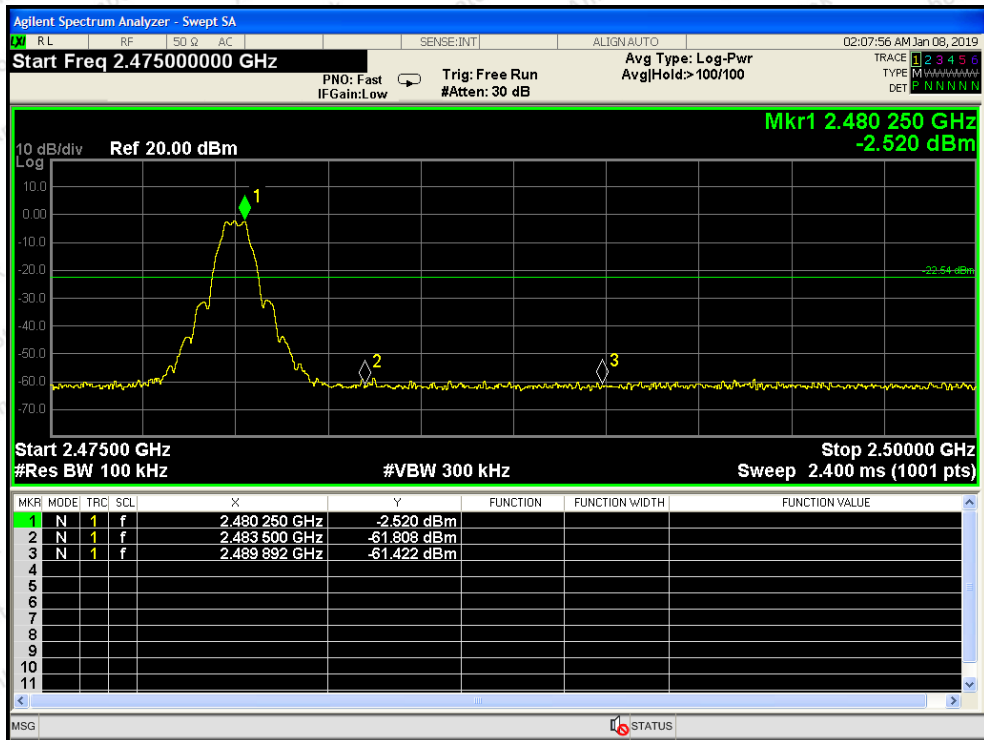 Agilent Spectrum Analyzer - Swept SA
LXI RL RF 50 Ω AC SENSE:INT ALIGNAUTO 02:07:56 AM Jan 08, 2019
Start Freq 2.475000000 GHz
PNO: Fast
IFGain:Low
Trig: Free Run
#Atten: 30 dB
Avg Type: Log-Pwr
Avg|Hold:>100/100
TRACE 1 2 3 4 5 6
TYPE M
DET P N N N N N
Mkr1 2.480 250 GHz
-2.520 dBm
10 dB/div Ref 20.00 dBm
Log
10.0
0.00
-10.0
-20.0
-30.0
-40.0
-50.0
-60.0
-70.0
1
-22.54 dBm
2
3
Start 2.47500 GHz Stop 2.50000 GHz
#Res BW 100 kHz #VBW 300 kHz Sweep 2.400 ms (1001 pts)
MKR MODE TRC SCL X Y FUNCTION FUNCTION WIDTH FUNCTION VALUE
1 N 1 f 2.480 250 GHz -2.520 dBm
2 N 1 f 2.483 500 GHz -61.808 dBm
3 N 1 f 2.489 892 GHz -61.422 dBm
4
5
6
7
8
9
10
11
MSG STATUS